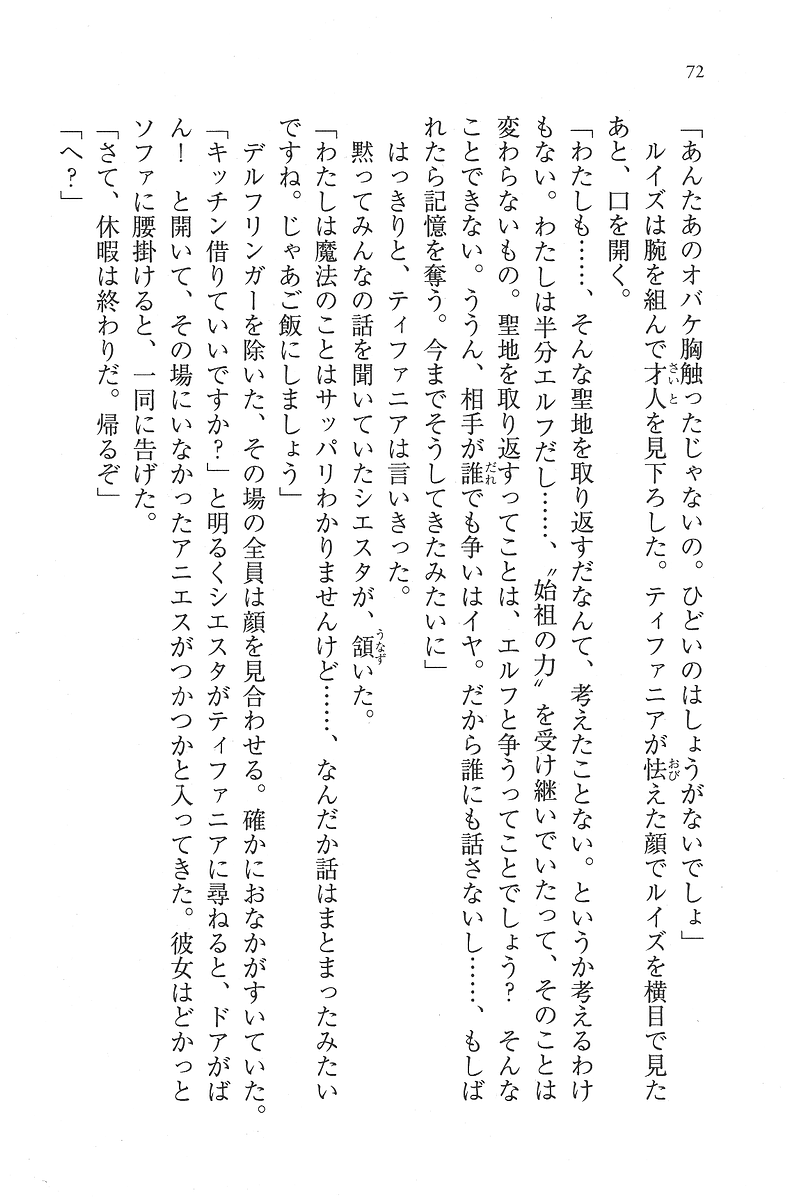 72
「あんたあのオバケ胸触ったじゃないの。ひどいのはしょうがないでしょ」
　ルイズは腕を組んで才人を見下ろした。ティファニアが怯えた顔でルイズを横目で見た
あと、口を開く。
「わたしも……、そんな聖地を取り返すだなんて、考えたことない。というか考えるわけ
もない。わたしは半分エルフだし……、〝始祖の力〟を受け継いでいたって、そのことは
変わらないもの。聖地を取り返すってことは、エルフと争うってことでしょう？　そんな
ことできない。ううん、相手が誰でも争いはイヤ。だから誰にも話さないし……、もしば
れたら記憶を奪う。今までそうしてきたみたいに」
　はっきりと、ティファニアは言いきった。
　黙ってみんなの話を聞いていたシエスタが、頷いた。
「わたしは魔法のことはサッパリわかりませんけど……、なんだか話はまとまったみたい
ですね。じゃあご飯にしましょう」
　デルフリンガーを除いた、その場の全員は顔を見合わせる。確かにおなかがすいていた。
「キッチン借りていいですか？」と明るくシエスタがティファニアに尋ねると、ドアがば
ん！　と開いて、その場にいなかったアニエスがつかつかと入ってきた。彼女はどかっと
ソファに腰掛けると、一同に告げた。
「さて、休暇は終わりだ。帰るぞ」
「へ？」
さいと
おび
だれ
うなず